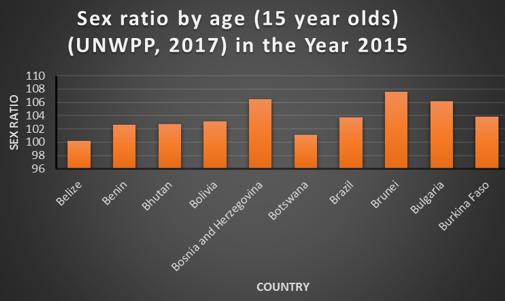 Sex ratio by age (15 year olds)
(UNWPP, 2017) in the Year 2015
SEX RATIO
110
108
106
104
102
100
98
96
Belize
Benin
Bhutan
Bolivia
Bosnia and Herzegovina
Botswana
Brazil
Brunei
Bulgaria
Burkina Faso
COUNTRY